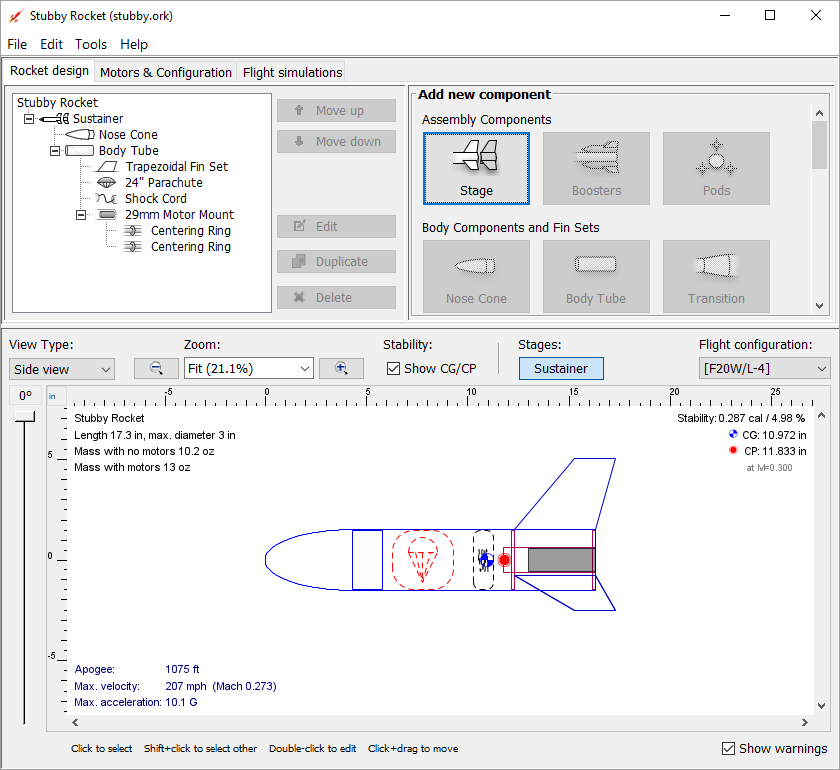 Stubby Rocket (stubby.ork)
File Edit Tools Help
Rocket design Motors & Configuration Flight simulations
Stubby Rocket
Sustainer
Nose Cone
Body Tube
Trapezoidal Fin Set
24" Parachute
Shock Cord
29mm Motor Mount
Centering Ring
Centering Ring
Move up
Move down
Edit
Duplicate
Delete
Add new component
Assembly Components
Stage Boosters Pods
Body Components and Fin Sets
Nose Cone Body Tube Transition
View Type: Zoom: Stability: Stages: Flight configuration:
Side view Fit (21.1%) Show CG/CP Sustainer [F20W/L-4]
0°
in -5 0 5 10 15 20 25
5
0
-5
Stubby Rocket
Length 17.3 in, max. diameter 3 in
Mass with no motors 10.2 oz
Mass with motors 13 oz
Stability: 0.287 cal / 4.98 %
CG: 10.972 in
CP: 11.833 in
at M=0.300
Apogee: 1075 ft
Max. velocity: 207 mph (Mach 0.273)
Max. acceleration: 10.1 G
Click to select Shift+click to select other Double-click to edit Click+drag to move
Show warnings